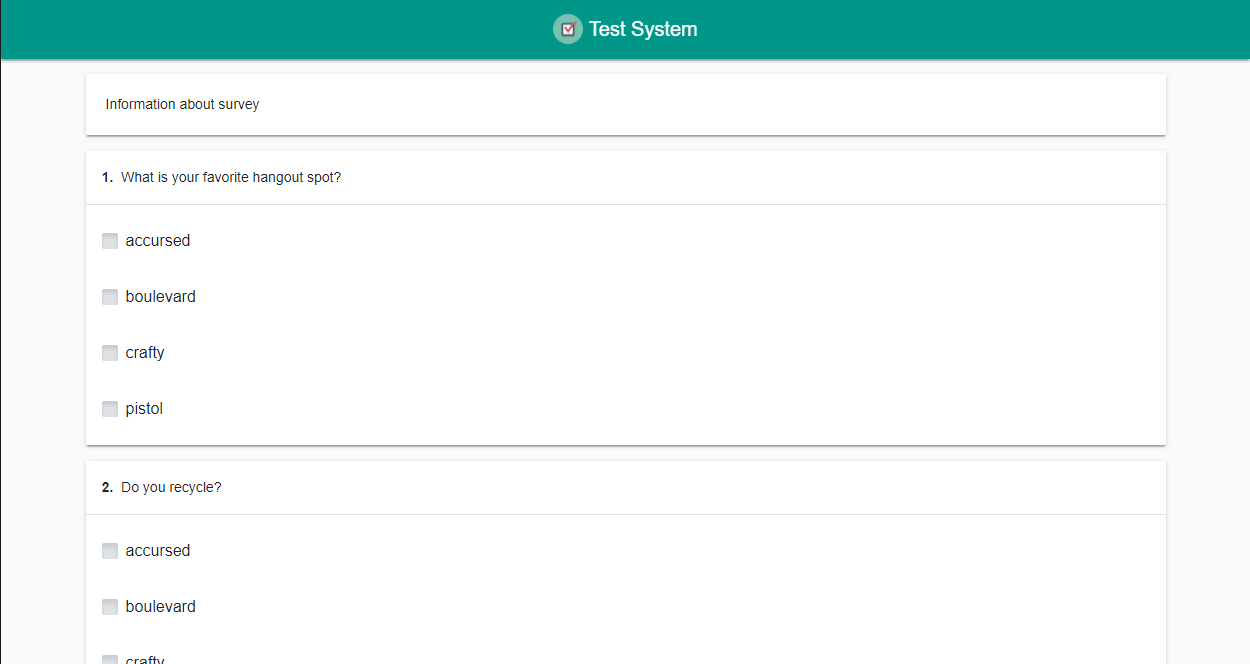 Test System
Information about survey
1. What is your favorite hangout spot?
accursed
boulevard
crafty
pistol
2. Do you recycle?
accursed
boulevard
crafty